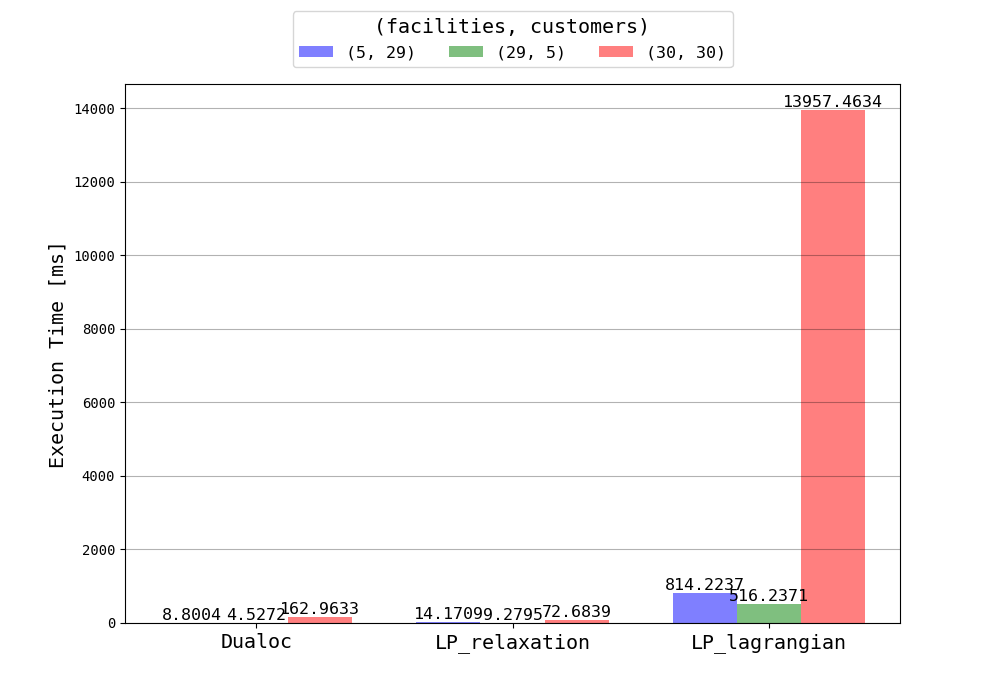 (facilities, customers)
(5, 29) (29, 5) (30, 30)
Execution Time [ms]
14000
12000
10000
8000
6000
4000
2000
0
13957.4634
814.2237
516.2371
8.8004 4.5272 162.9633 14.1709 9.2795 72.6839
Dualoc LP_relaxation LP_lagrangian